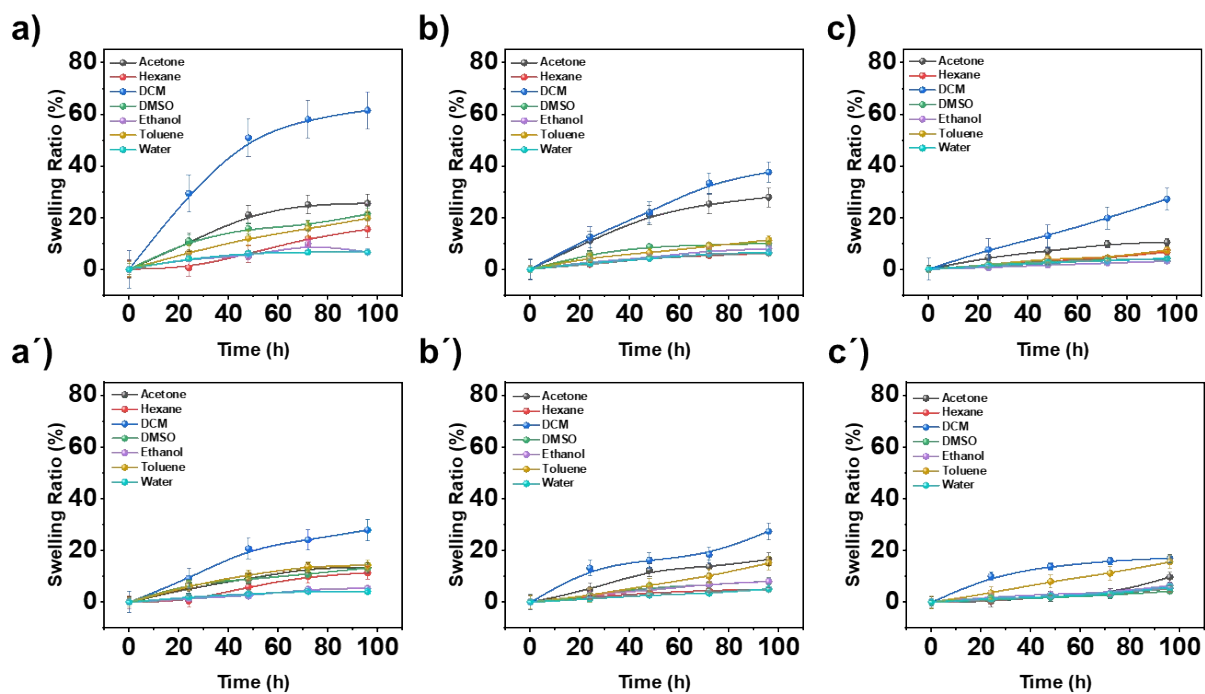 a)
80
60
40
20
0
Swelling Ratio (%)
Acetone
Hexane
DCM
DMSO
Ethanol
Toluene
Water
0 20 40 60 80 100
Time (h)
b)
80
60
40
20
0
Swelling Ratio (%)
Acetone
Hexane
DCM
DMSO
Ethanol
Toluene
Water
0 20 40 60 80 100
Time (h)
c)
80
60
40
20
0
Swelling Ratio (%)
Acetone
Hexane
DCM
DMSO
Ethanol
Toluene
Water
0 20 40 60 80 100
Time (h)
a´)
80
60
40
20
0
Swelling Ratio (%)
Acetone
Hexane
DCM
DMSO
Ethanol
Toluene
Water
0 20 40 60 80 100
Time (h)
b´)
80
60
40
20
0
Swelling Ratio (%)
Acetone
Hexane
DCM
DMSO
Ethanol
Toluene
Water
0 20 40 60 80 100
Time (h)
c´)
80
60
40
20
0
Swelling Ratio (%)
Acetone
Hexane
DCM
DMSO
Ethanol
Toluene
Water
0 20 40 60 80 100
Time (h)